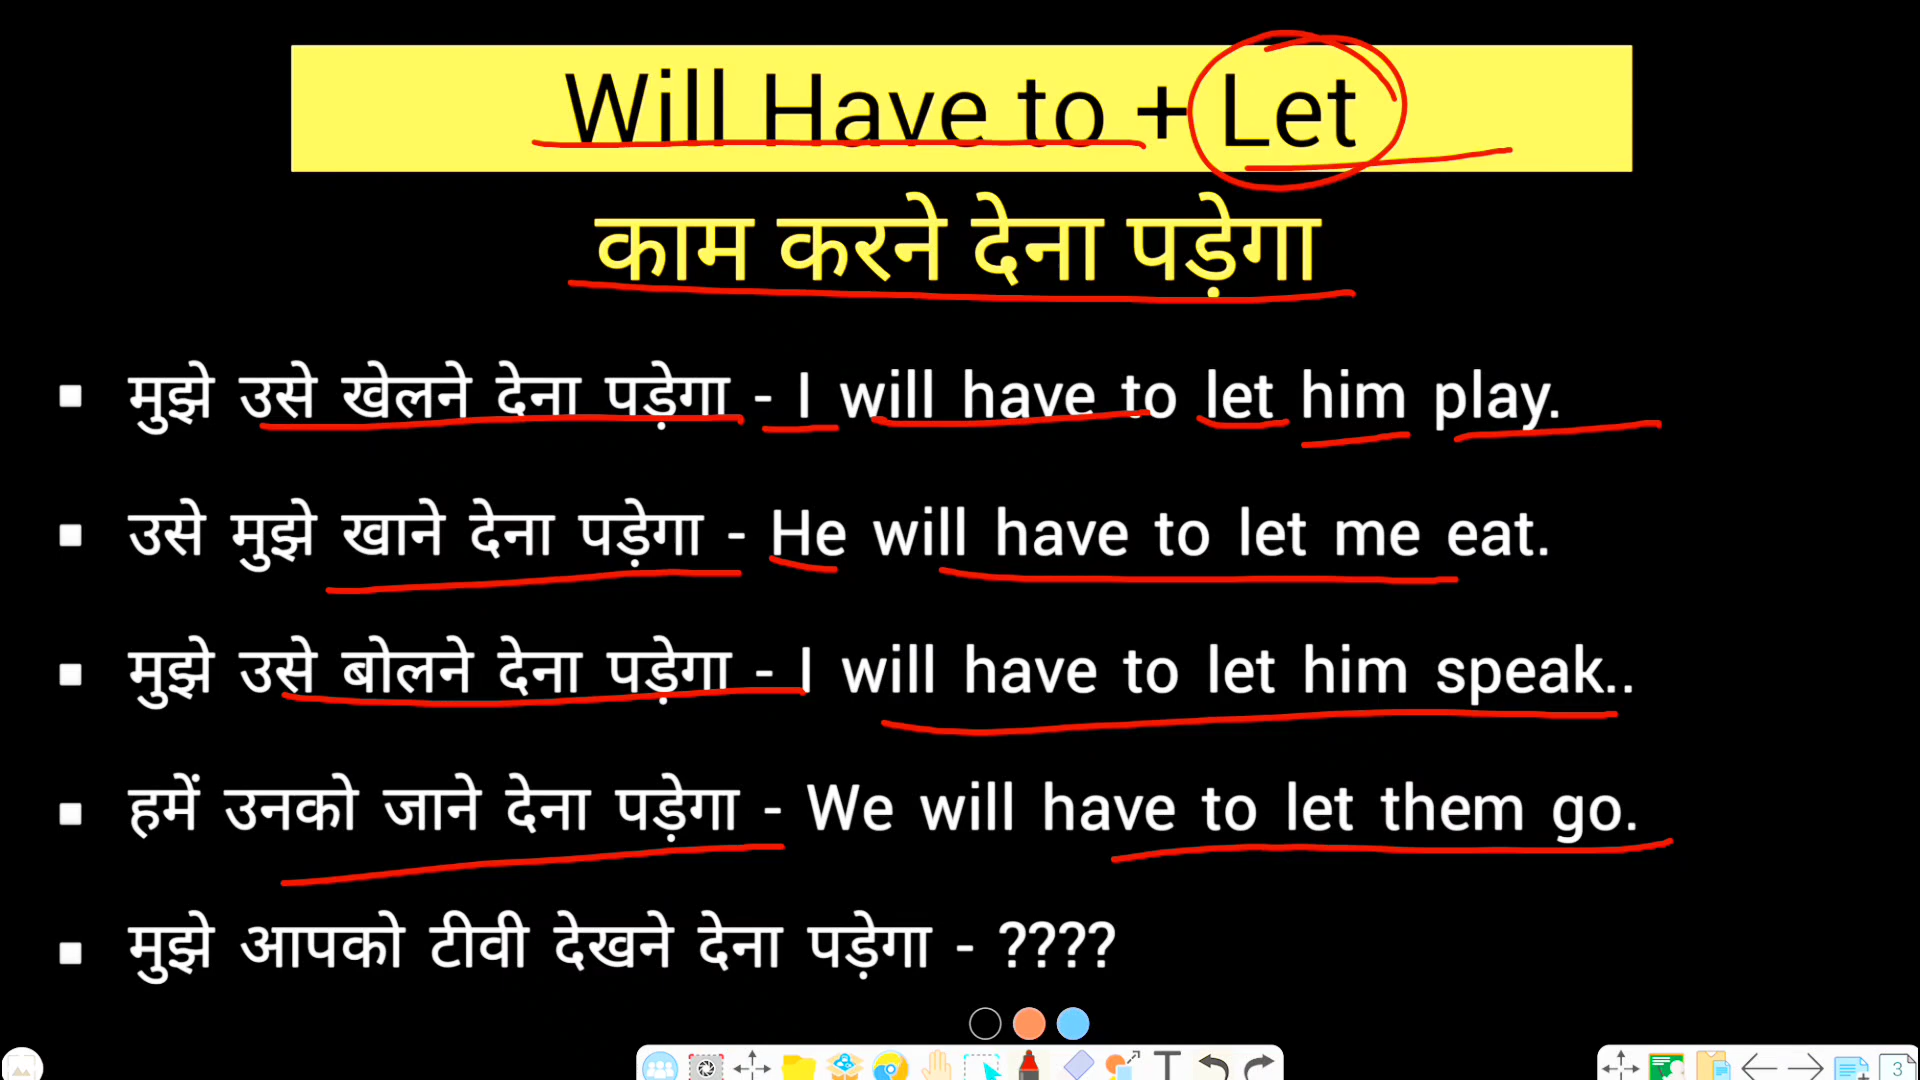 Will Have to + Let
काम करने देना पड़ेगा
▪ मुझे उसे खेलने देना पड़ेगा - I will have to let him play.
▪ उसे मुझे खाने देना पड़ेगा - He will have to let me eat.
▪ मुझे उसे बोलने देना पड़ेगा - I will have to let him speak..
▪ हमें उनको जाने देना पड़ेगा - We will have to let them go.
▪ मुझे आपको टीवी देखने देना पड़ेगा - ????
T
3